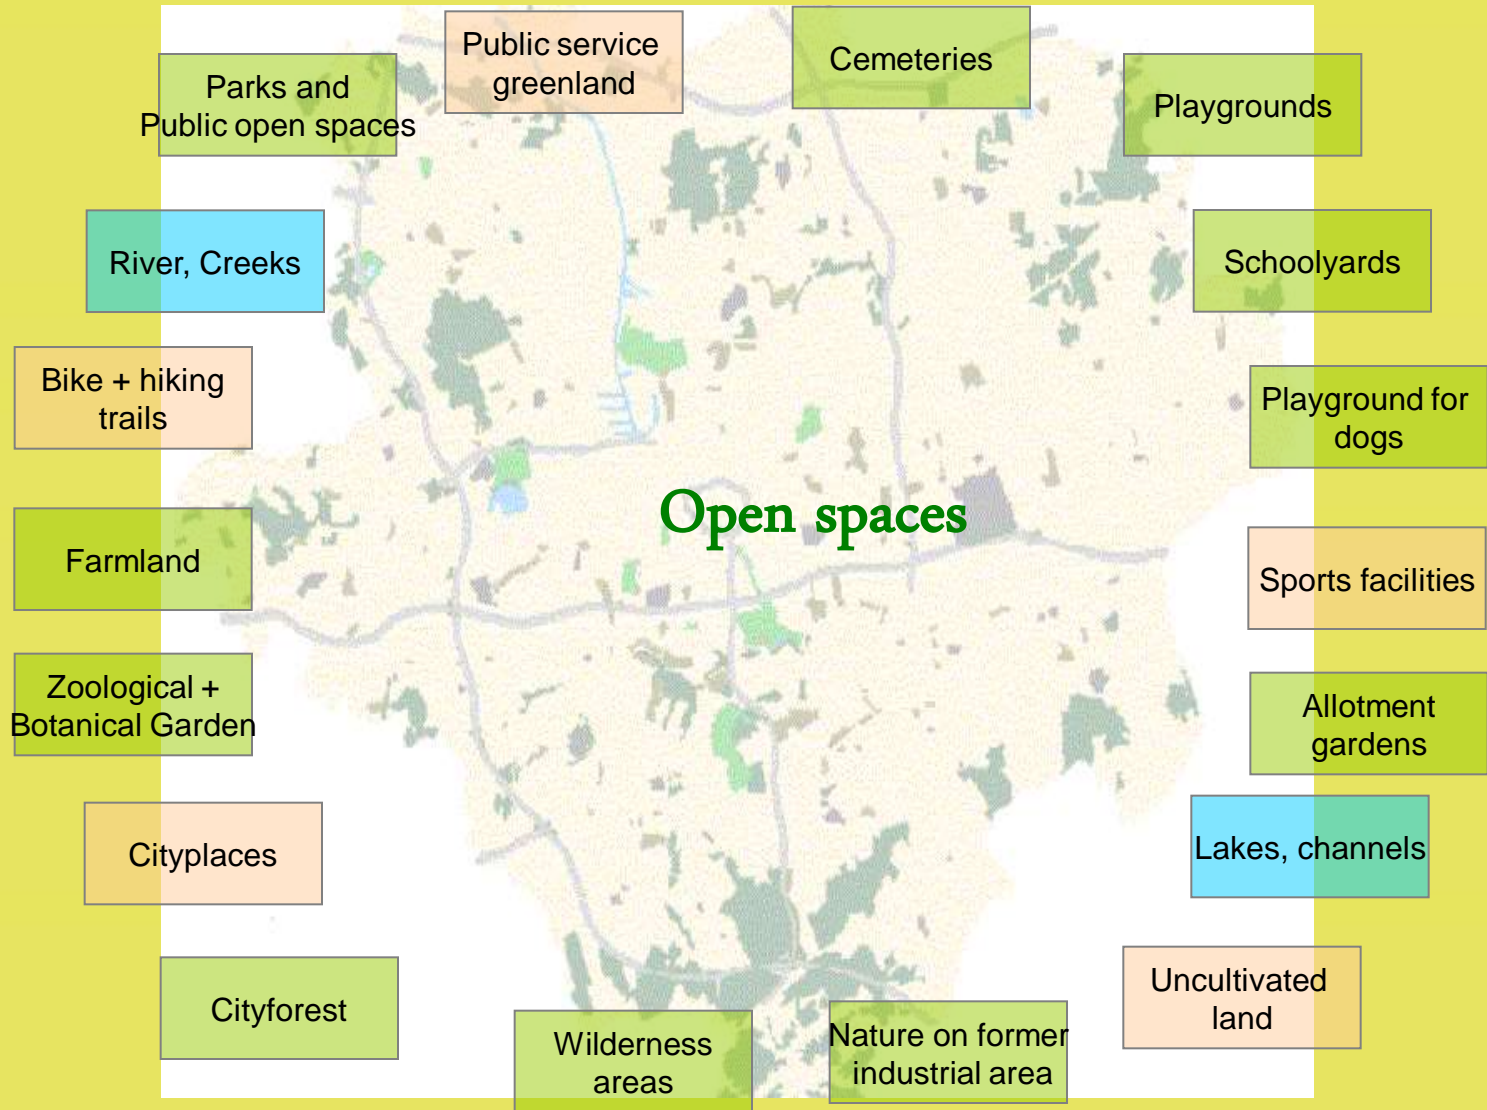 Public service
greenland
Cemeteries
Parks and
Public open spaces
Playgrounds
River, Creeks
Schoolyards
Bike + hiking
trails
Playground for
dogs
Open spaces
Farmland
Sports facilities
Zoological +
Botanical Garden
Allotment
gardens
Cityplaces
Lakes, channels
Cityforest
Uncultivated
land
Wilderness
areas
Nature on former
industrial area